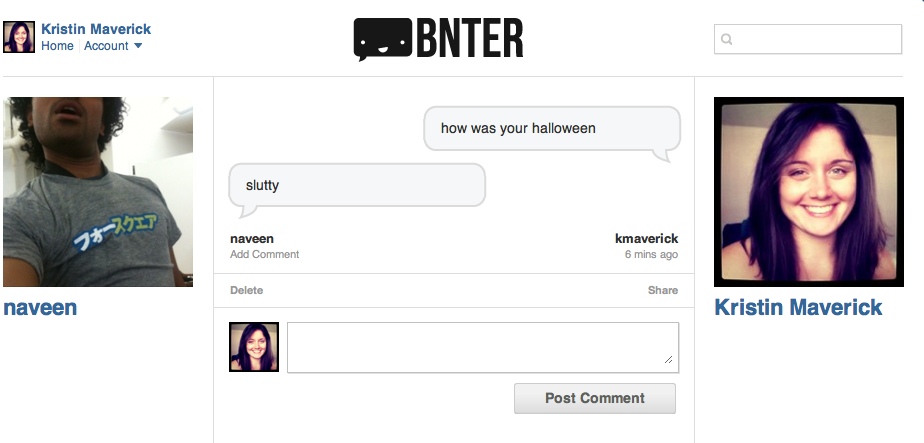 Kristin Maverick
Home Account
BNTER
how was your halloween
slutty
naveen kmaverick
Add Comment 6 mins ago
Delete Share
フォースクエア
naveen
Kristin Maverick
Post Comment